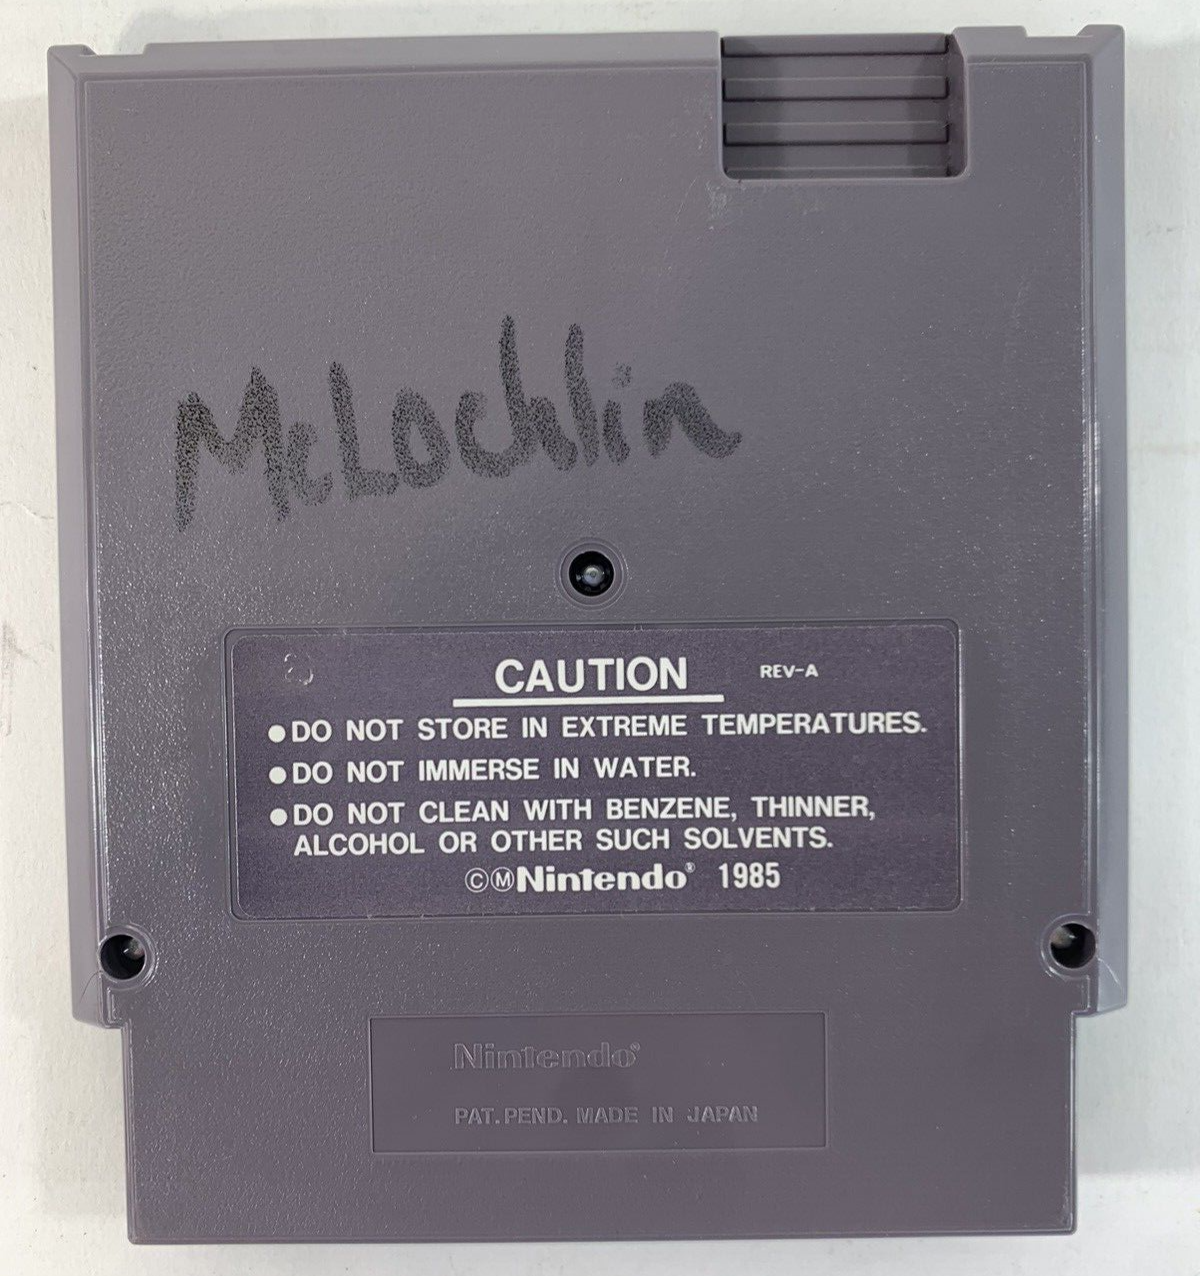 McLochlin
CAUTION REV-A
●DO NOT STORE IN EXTREME TEMPERATURES.
●DO NOT IMMERSE IN WATER.
●DO NOT CLEAN WITH BENZENE, THINNER,
ALCOHOL OR OTHER SUCH SOLVENTS.
©Ⓜ Nintendo® 1985
Nintendo®
PAT. PEND. MADE IN JAPAN